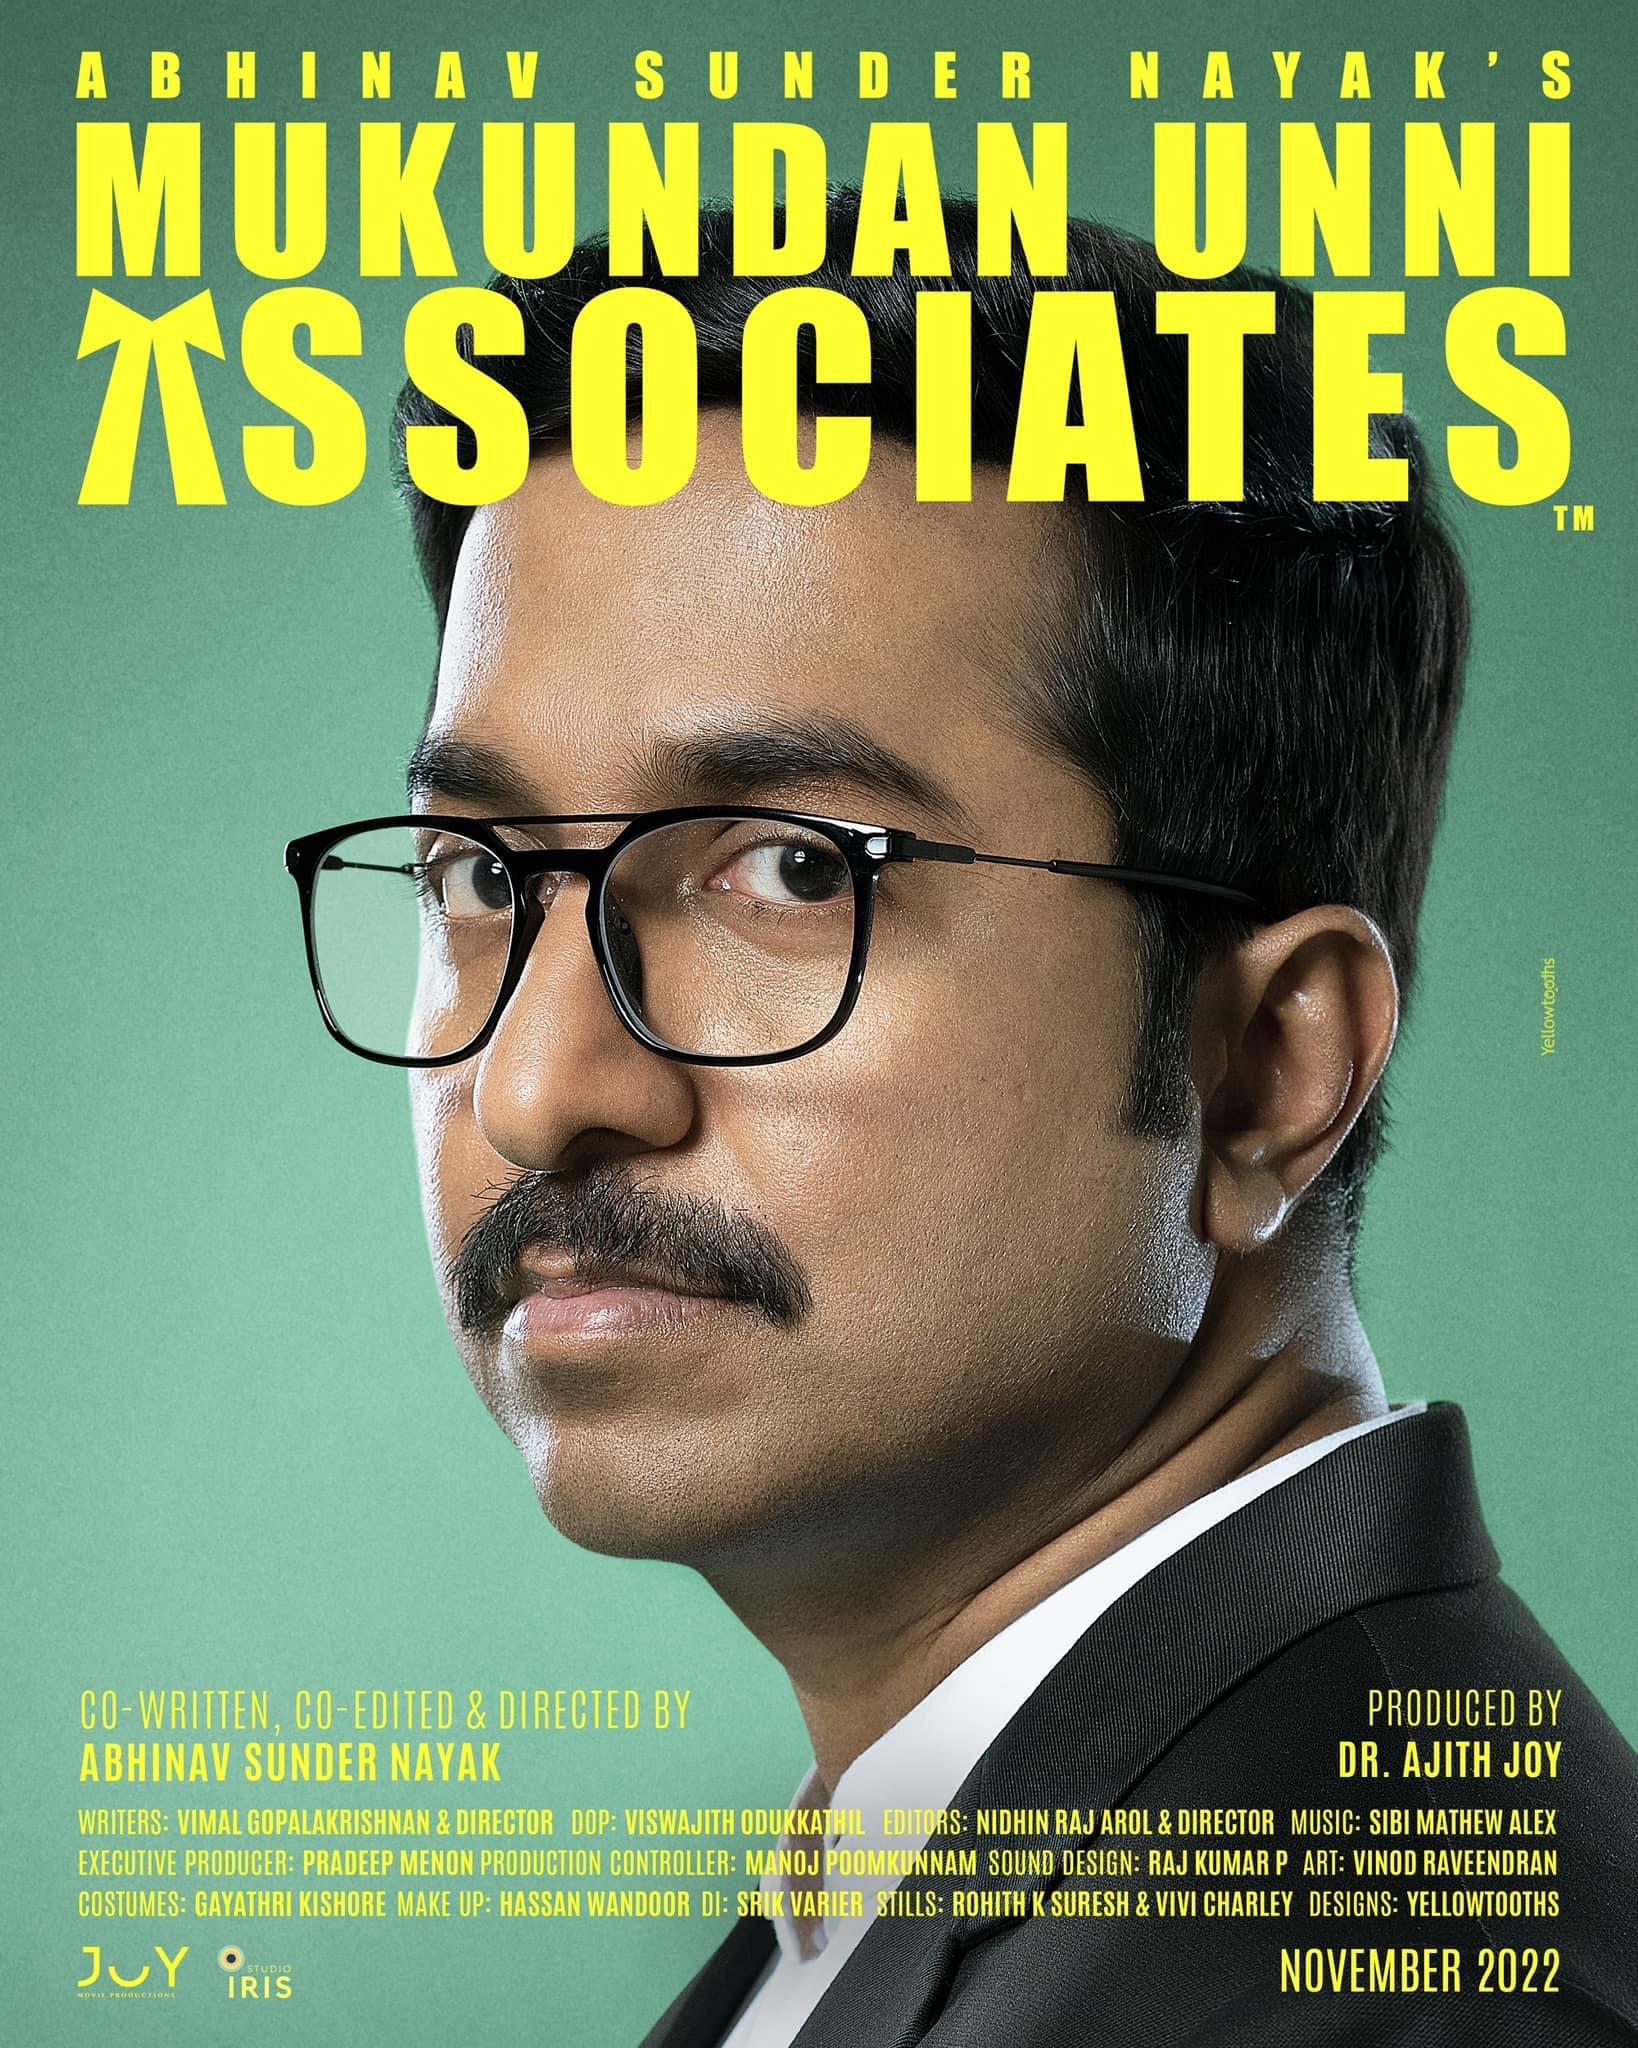 ABHINAV SUNDER NAYAK'S
MUKUNDAN UNNI
ASSOCIATES
TM
Yellowtooths
CO-WRITTEN, CO-EDITED & DIRECTED BY
ABHINAV SUNDER NAYAK
PRODUCED BY
DR. AJITH JOY
WRITERS: VIMAL GOPALAKRISHNAN & DIRECTOR DOP: VISWAJITH ODUKKATHIL EDITORS: NIDHIN RAJ AROL & DIRECTOR MUSIC: SIBI MATHEW ALEX
EXECUTIVE PRODUCER: PRADEEP MENON PRODUCTION CONTROLLER: MANOJ POOMKUNNAM SOUND DESIGN: RAJ KUMAR P ART: VINOD RAVEENDRAN
COSTUMES: GAYATHRI KISHORE MAKE UP: HASSAN WANDOOR DI: SRIK VARIER STILLS: ROHITH K SURESH & VIVI CHARLEY DESIGNS: YELLOWTOOTHS
JOY
MOVIE PRODUCTIONS
STUDIO
IRIS
NOVEMBER 2022